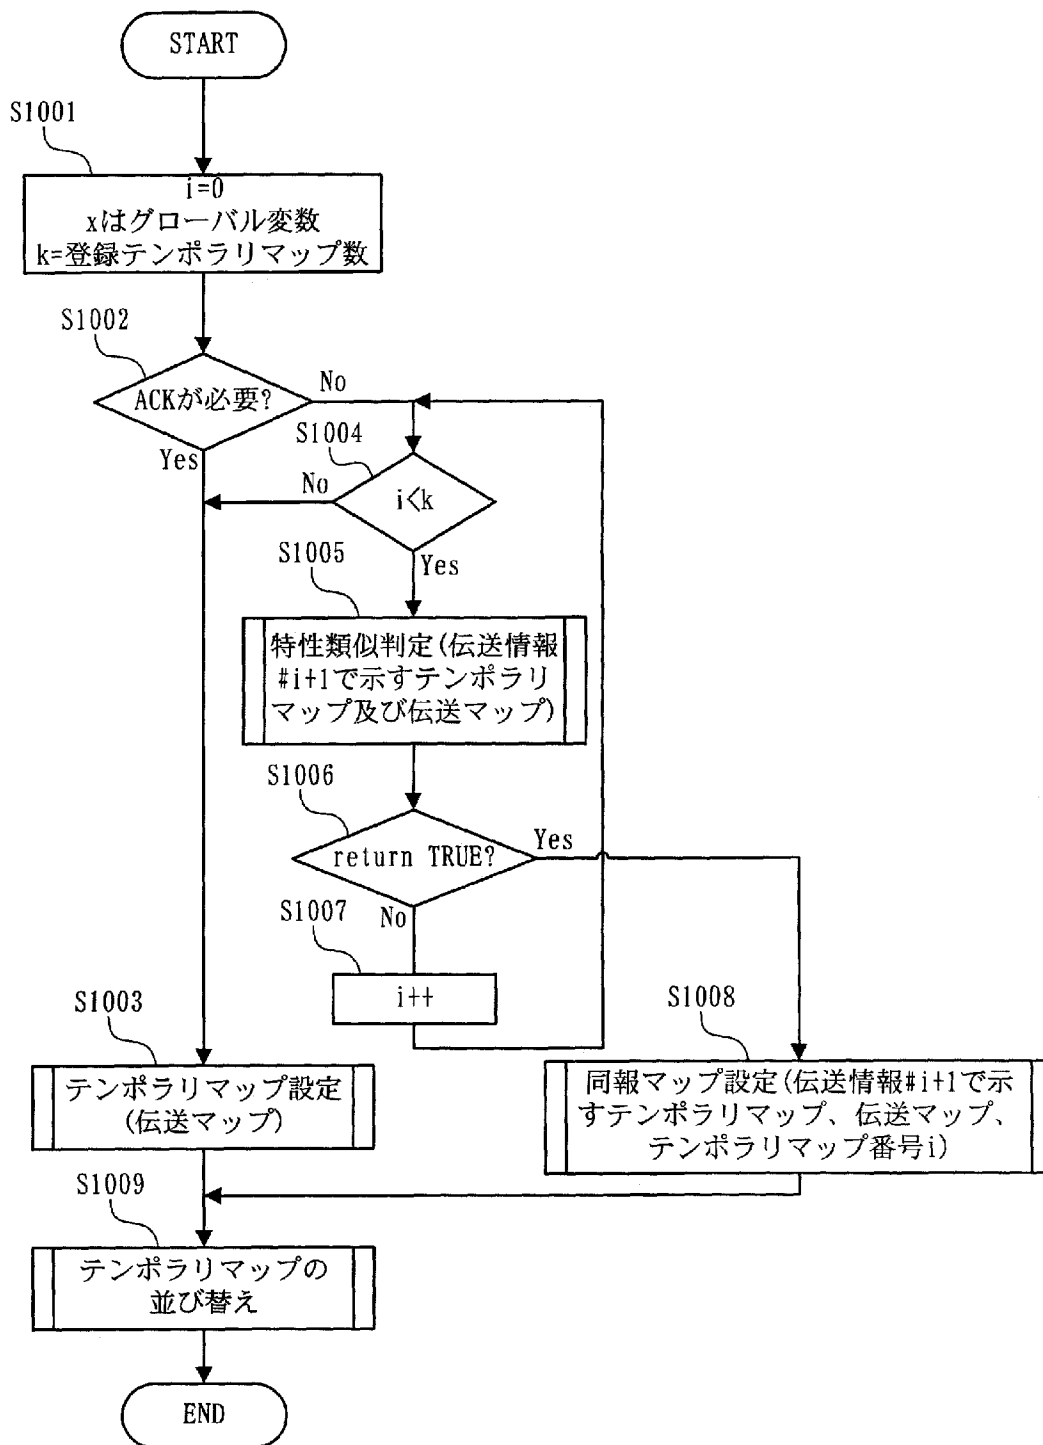 START
S1001
i=0
xはグローバル変数
k=登録テンポラリマップ数
S1002
ACKが必要?
No
Yes
S1004
No
i<k
Yes
S1005
特性類似判定(伝送情報
#i+1で示すテンポラリ
マップ及び伝送マップ)
S1006
return TRUE?
Yes
No
S1007
i++
S1003
テンポラリマップ設定
(伝送マップ)
S1008
同報マップ設定(伝送情報#i+1で示
すテンポラリマップ、伝送マップ、
テンポラリマップ番号i)
S1009
テンポラリマップの
並び替え
END